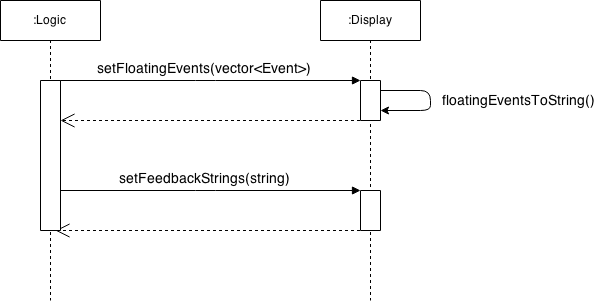 :Logic
:Display
setFloatingEvents(vector<Event>)
floatingEventsToString()
setFeedbackStrings(string)